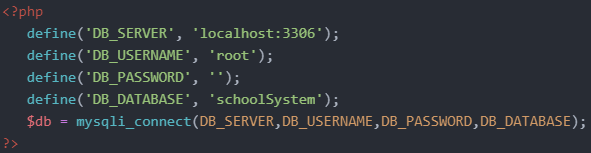 <?php
define('DB_SERVER', 'localhost:3306');
define('DB_USERNAME', 'root');
define('DB_PASSWORD', '');
define('DB_DATABASE', 'schoolSystem');
$db = mysqli_connect(DB_SERVER,DB_USERNAME,DB_PASSWORD,DB_DATABASE);
?>